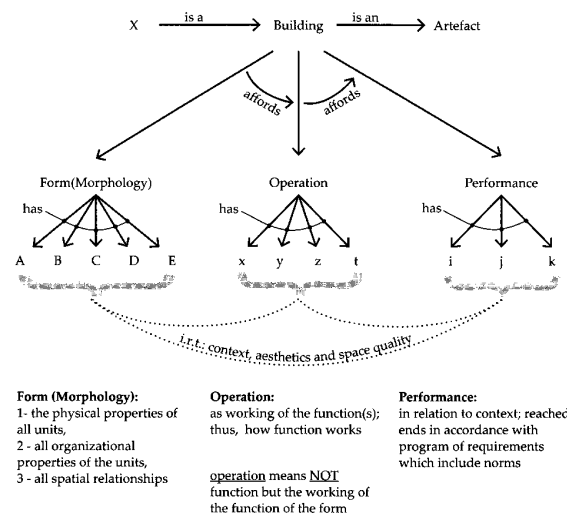 X is a Building is an Artefact
affords affords
Form(Morphology) Operation Performance
has has has
A B C D E x y z t i j k
i.r.t.: context, aesthetics and space quality
Form (Morphology):
1- the physical properties of
all units,
2 - all organizational
properties of the units,
3 - all spatial relationships
Operation:
as working of the function(s);
thus, how function works
operation means NOT
function but the working of
the function of the form
Performance:
in relation to context; reached
ends in accordance with
program of requirements
which include norms